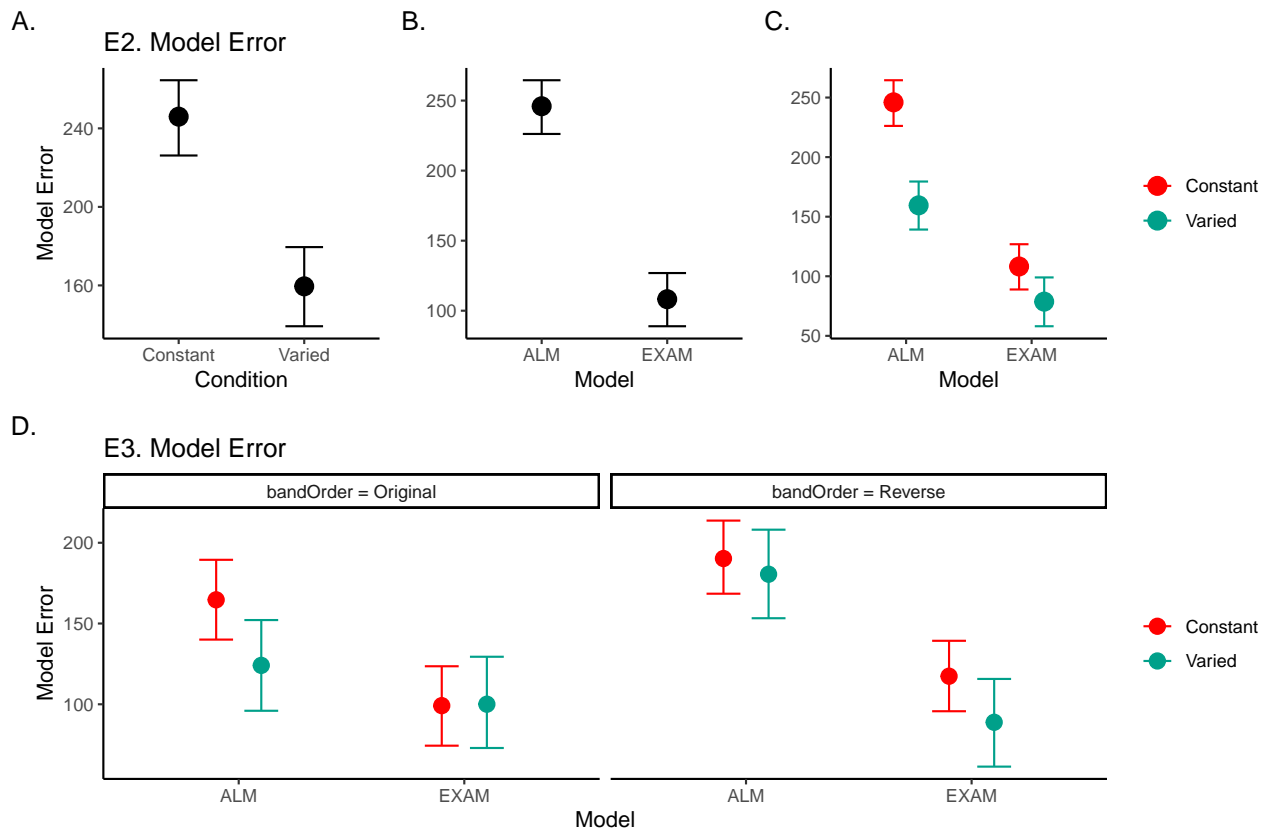 A.
E2. Model Error
Model Error
240
200
160
Constant
Varied
Condition
B.
250
200
150
100
ALM
EXAM
Model
C.
250
200
150
100
50
ALM
EXAM
Model
Constant
Varied
D.
E3. Model Error
bandOrder = Original
bandOrder = Reverse
Model Error
200
150
100
ALM
EXAM
ALM
EXAM
Model
Constant
Varied